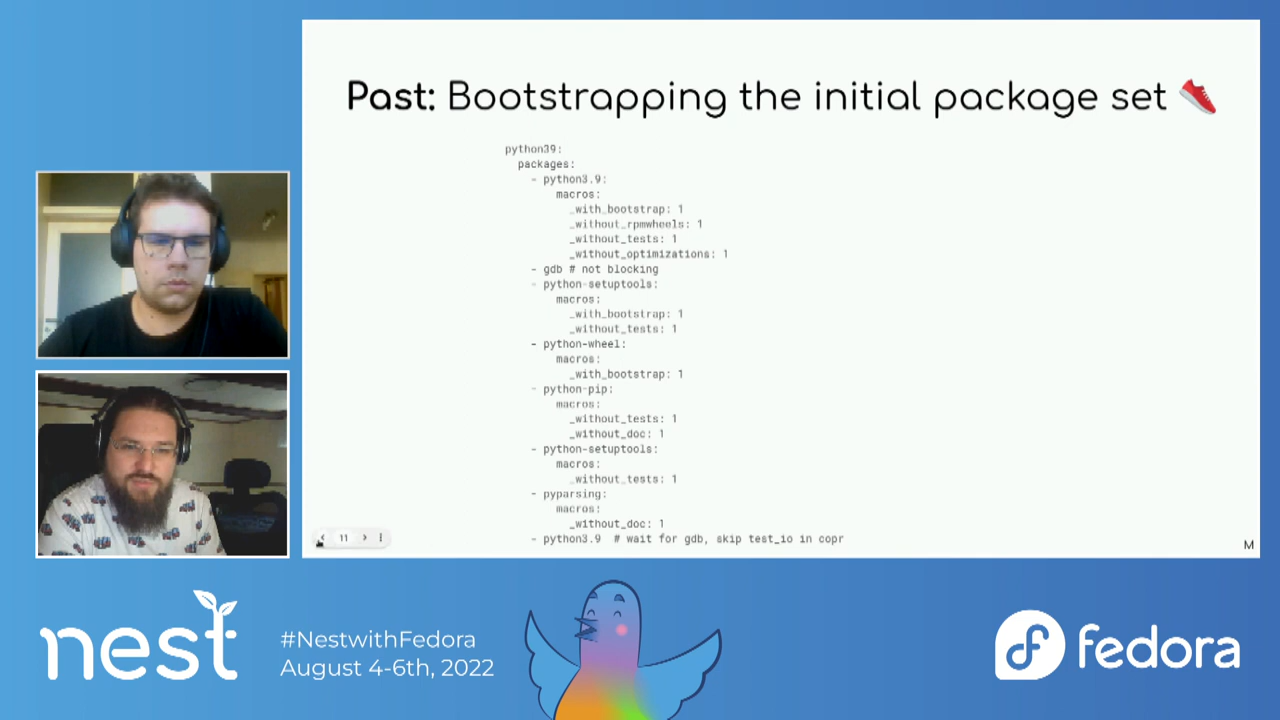 Past: Bootstrapping the initial package set
python39:
packages:
- python3.9:
macros:
_with_bootstrap: 1
_without_rpmwheels: 1
_without_tests: 1
_without_optimizations: 1
- gdb # not blocking
- python-setuptools:
macros:
_with_bootstrap: 1
_without_tests: 1
- python-wheel:
macros:
_with_bootstrap: 1
- python-pip:
macros:
_without_tests: 1
_without_doc: 1
- python-setuptools:
macros:
_without_tests: 1
- pyparsing:
macros:
_without_doc: 1
- python3.9 # wait for gdb, skip test_io in copr
11
M
nest
#NestwithFedora
August 4-6th, 2022
fedora